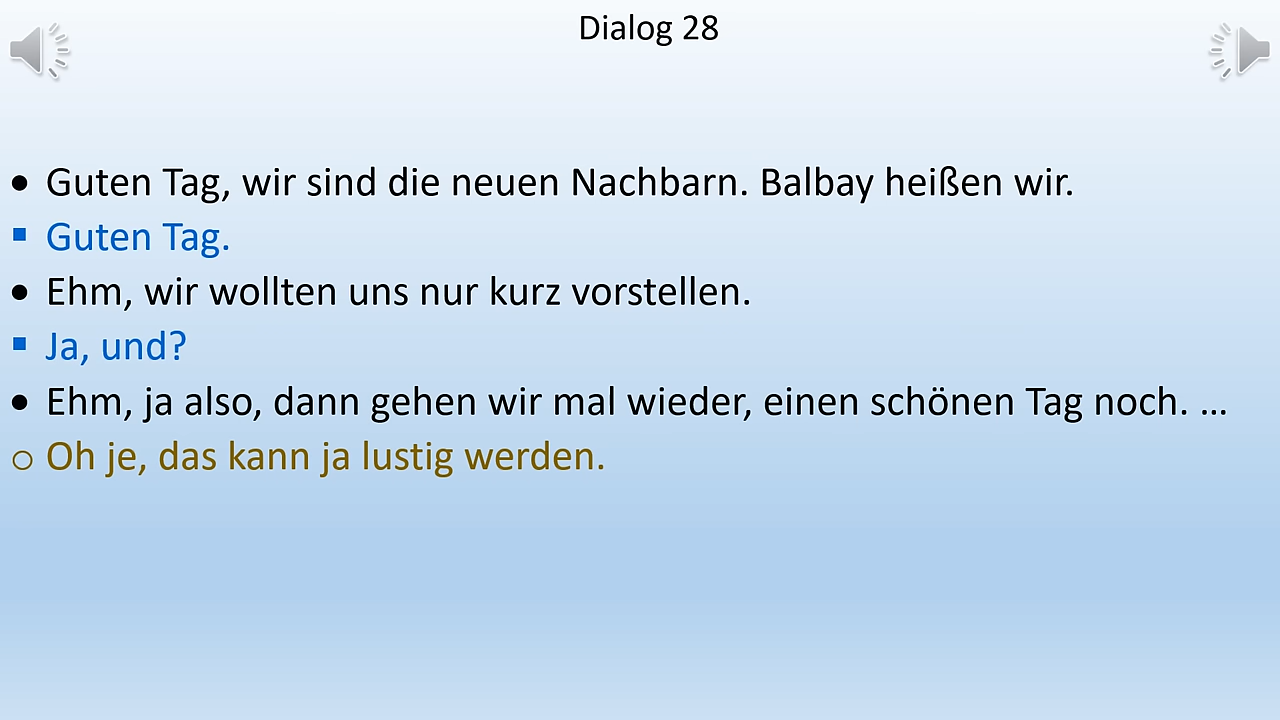 Dialog 28
• Guten Tag, wir sind die neuen Nachbarn. Balbay heißen wir.
▪ Guten Tag.
• Ehm, wir wollten uns nur kurz vorstellen.
▪ Ja, und?
• Ehm, ja also, dann gehen wir mal wieder, einen schönen Tag noch. …
o Oh je, das kann ja lustig werden.